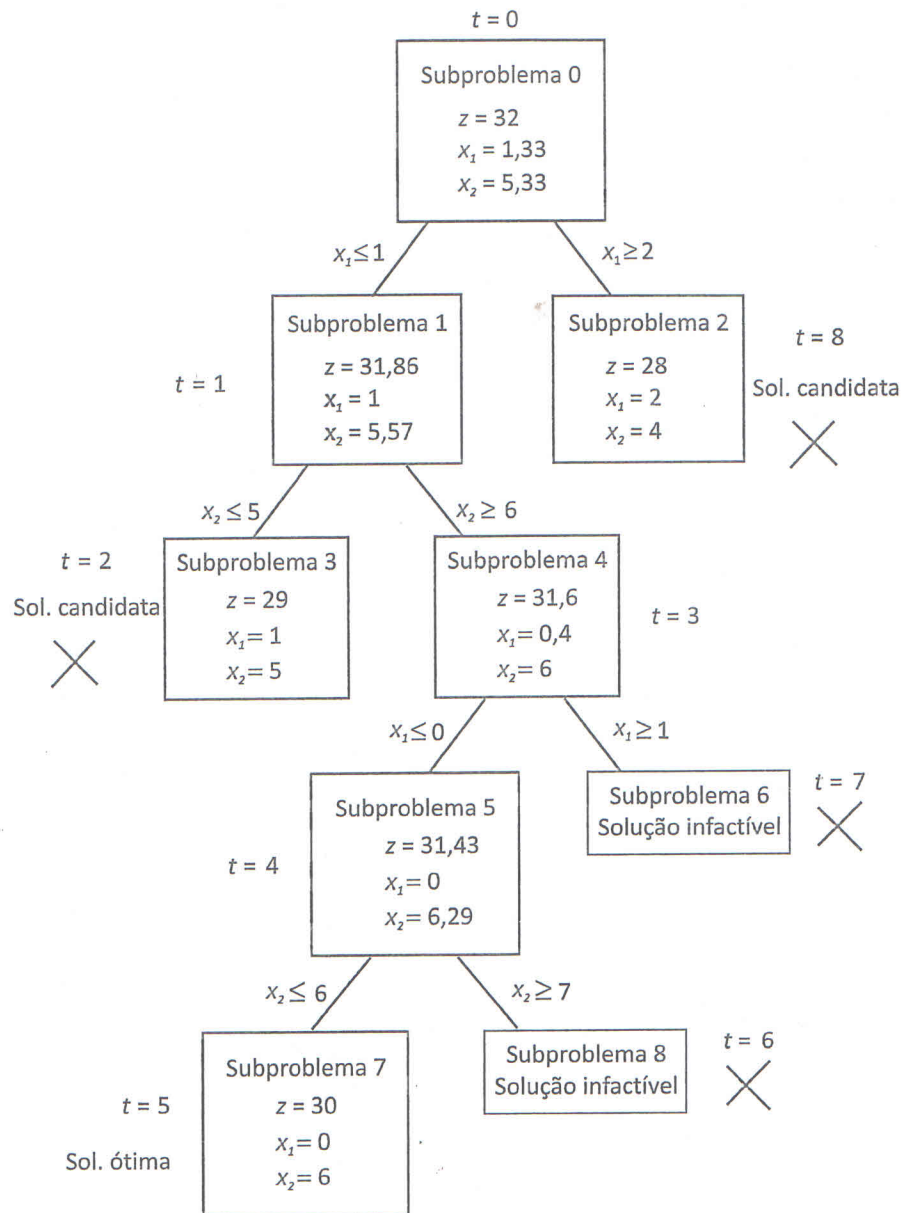 t = 0
Subproblema 0
z = 32
x₁ = 1,33
x₂ = 5,33
x₁ ≤ 1
x₁ ≥ 2
Subproblema 1
z = 31,86
x₁ = 1
x₂ = 5,57
t = 1
Subproblema 2
z = 28
x₁ = 2
x₂ = 4
t = 8
Sol. candidata
x₂ ≤ 5
x₂ ≥ 6
t = 2
Sol. candidata
Subproblema 3
z = 29
x₁ = 1
x₂ = 5
Subproblema 4
z = 31,6
x₁ = 0,4
x₂ = 6
t = 3
x₁ ≤ 0
x₁ ≥ 1
Subproblema 5
z = 31,43
x₁ = 0
x₂ = 6,29
t = 4
Subproblema 6
Solução infactível
t = 7
x₂ ≤ 6
x₂ ≥ 7
Subproblema 7
z = 30
x₁ = 0
x₂ = 6
t = 5
Sol. ótima
Subproblema 8
Solução infactível
t = 6